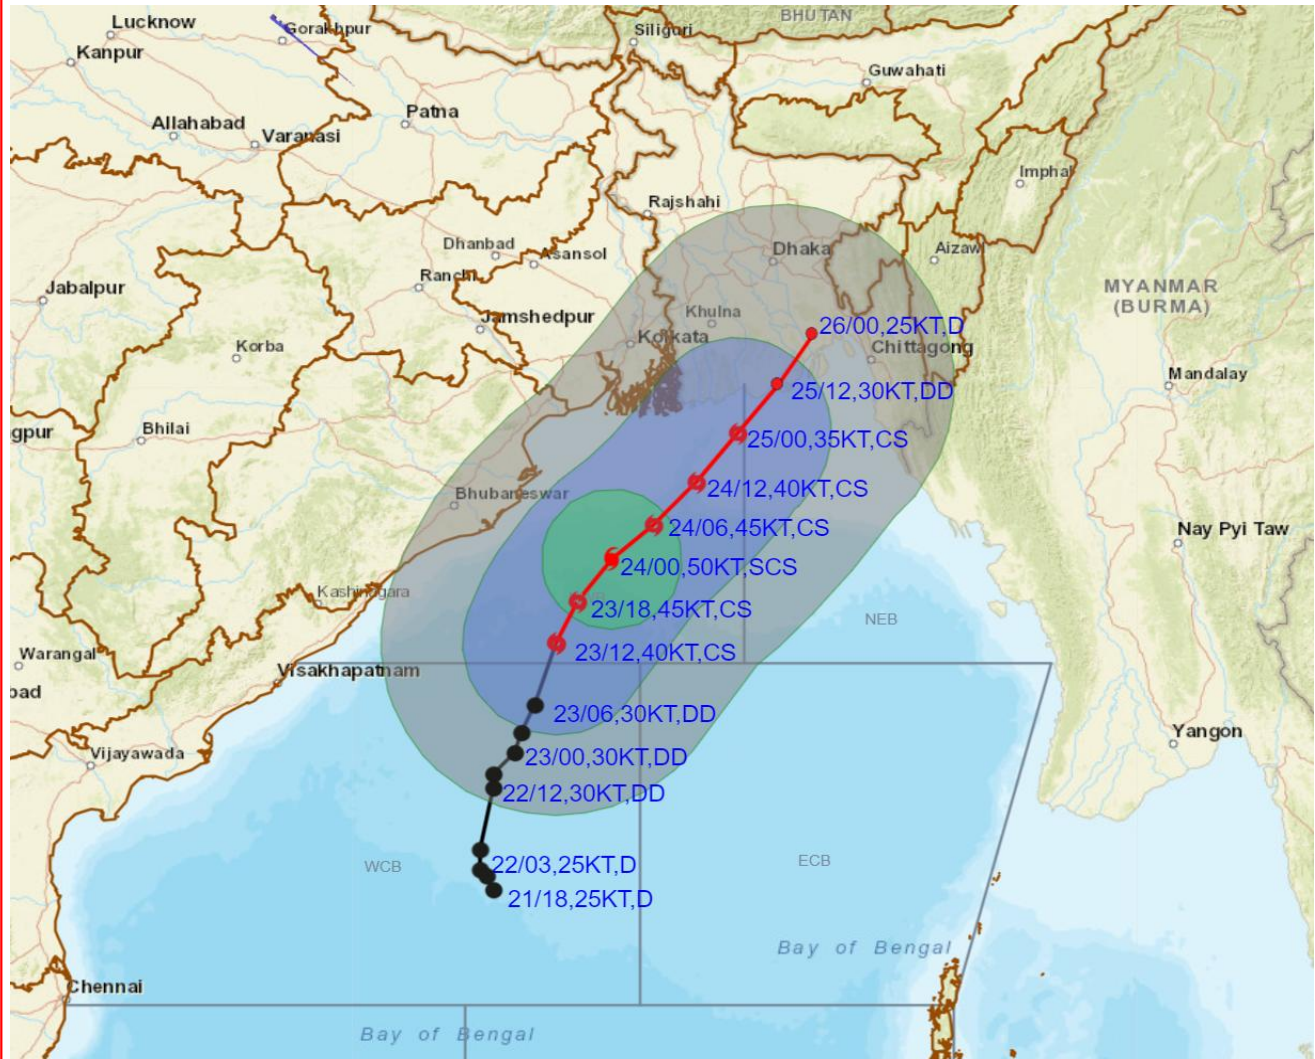 BHUTAN
Lucknow
Gorakhpur
Siliguri
Kanpur
Guwahati
Patna
Allahabad
Varanasi
Imphal
Rajshahi
Dhanbad
Dhaka
Aizawl
Asansol
Ranchi
Jabalpur
MYANMAR
(BURMA)
Khulna
Jamshedpur
26/00,25KT,D
Kolkata
Korba
Chittagong
Mandalay
25/12,30KT,DD
gpur
Bhilai
25/00,35KT,CS
Bhubaneswar
24/12,40KT,CS
24/06,45KT,CS
Nay Pyi Taw
24/00,50KT,SCS
23/18,45KT,CS
NEB
Warangal
23/12,40KT,CS
Visakhapatnam
bad
23/06,30KT,DD
Yangon
Vijayawada
23/00,30KT,DD
22/12,30KT,DD
WCB
22/03,25KT,D
ECB
21/18,25KT,D
Bay of Bengal
Chennai
Bay of Bengal